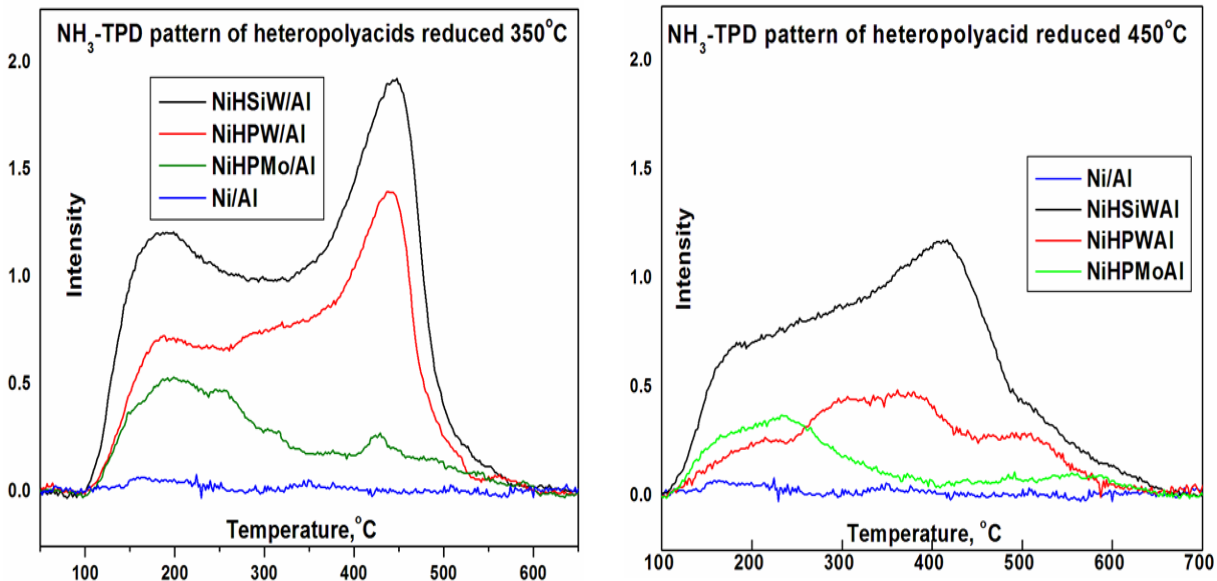 NH3-TPD pattern of heteropolyacids reduced 350°C
2.0
1.5
1.0
0.5
0.0
Intensity
NiHSiW/Al
NiHPW/Al
NiHPMo/Al
Ni/Al
Temperature,°C
100 200 300 400 500 600
NH3-TPD pattern of heteropolyacid reduced 450°C
2.0
1.5
1.0
0.5
0.0
Intensity
Ni/Al
NiHSiWAl
NiHPWAl
NiHPMoAl
Temperature, °C
100 200 300 400 500 600 700